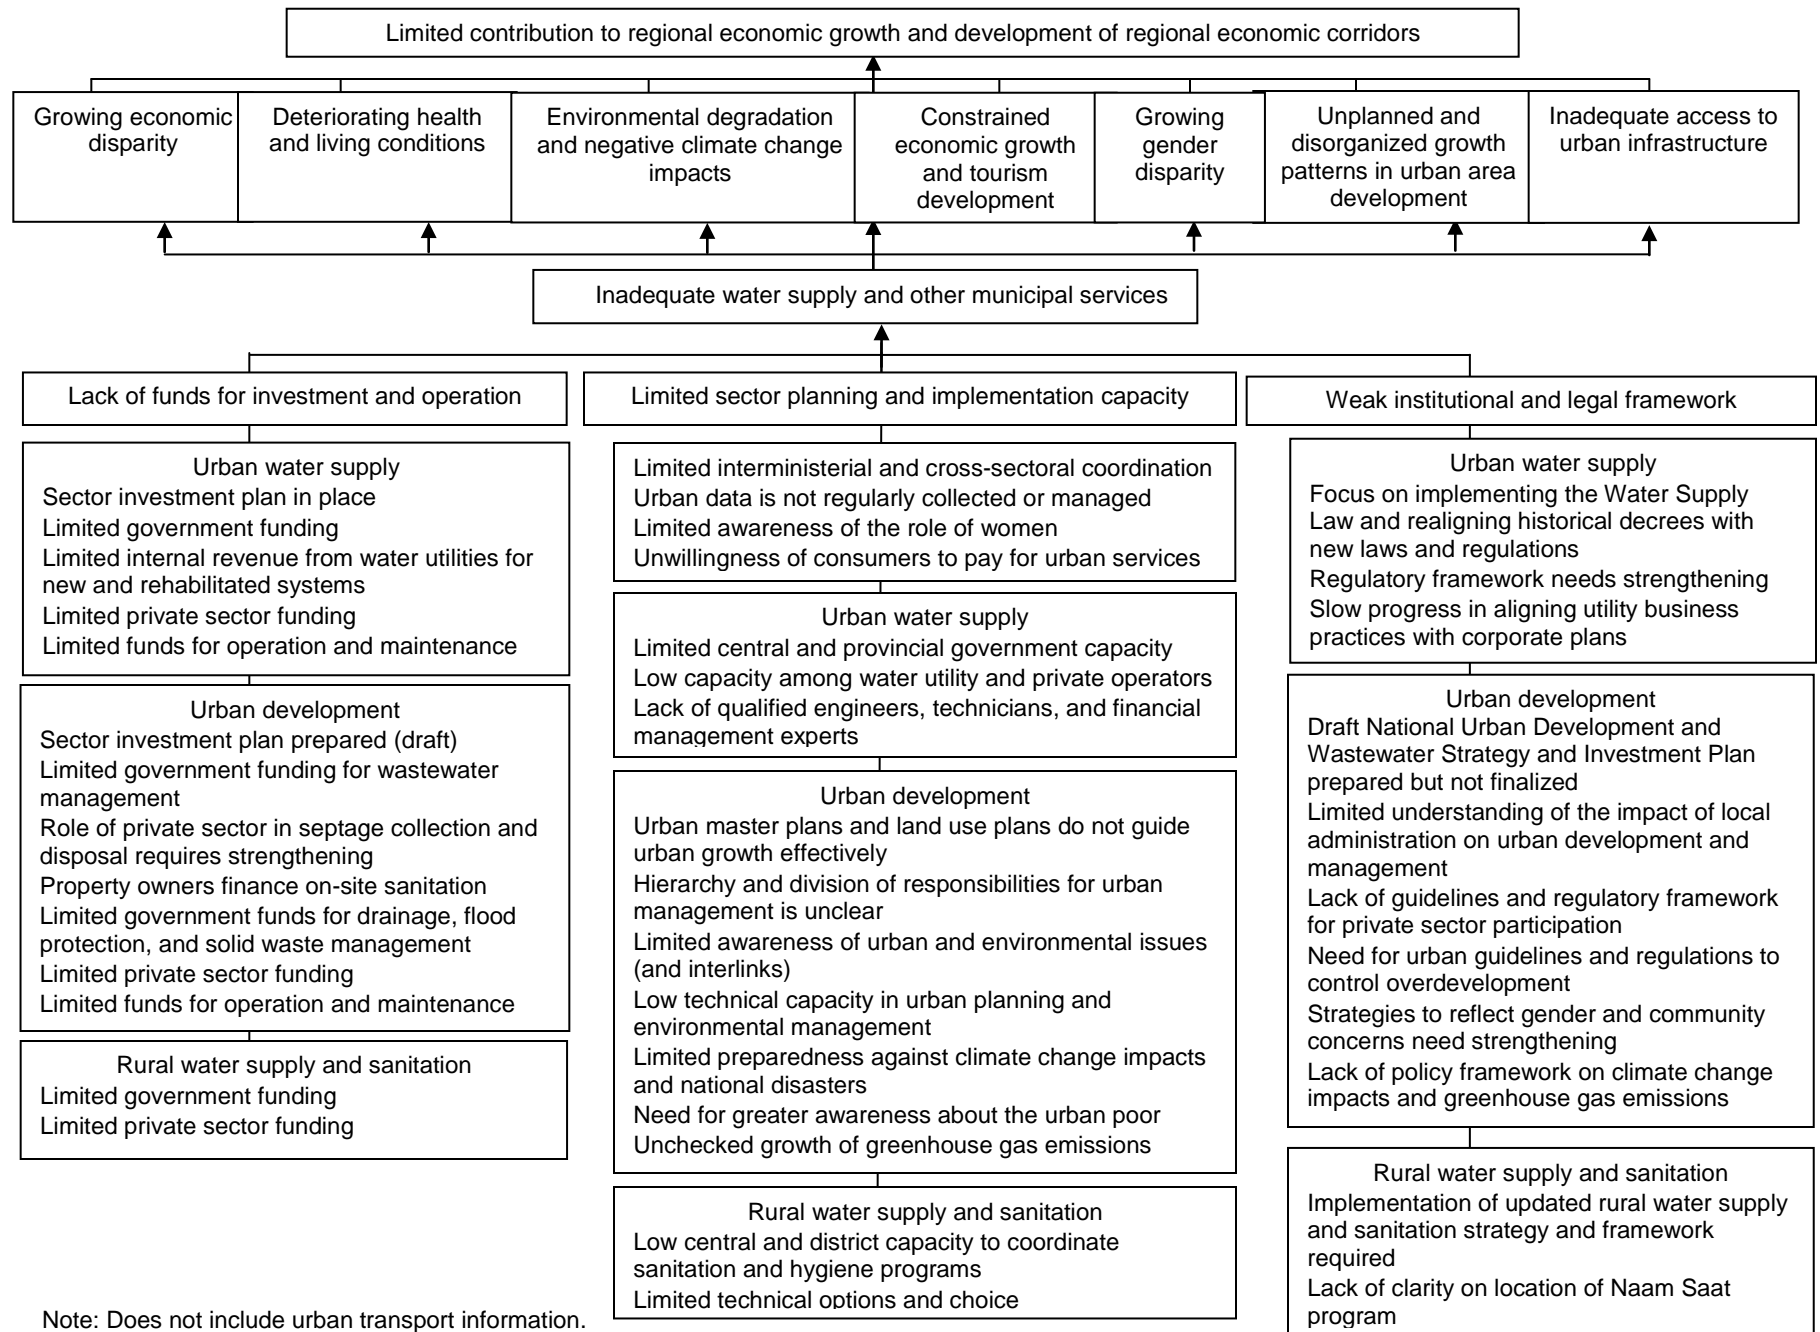 Limited contribution to regional economic growth and development of regional economic corridors
Growing economic
disparity
Deteriorating health
and living conditions
Environmental degradation
and negative climate change
impacts
Constrained
economic growth
and tourism
development
Growing
gender
disparity
Unplanned and
disorganized growth
patterns in urban area
development
Inadequate access to
urban infrastructure
Inadequate water supply and other municipal services
Lack of funds for investment and operation
Urban water supply
Sector investment plan in place
Limited government funding
Limited internal revenue from water utilities for
new and rehabilitated systems
Limited private sector funding
Limited funds for operation and maintenance
Urban development
Sector investment plan prepared (draft)
Limited government funding for wastewater
management
Role of private sector in septage collection and
disposal requires strengthening
Property owners finance on-site sanitation
Limited government funds for drainage, flood
protection, and solid waste management
Limited private sector funding
Limited funds for operation and maintenance
Rural water supply and sanitation
Limited government funding
Limited private sector funding
Limited sector planning and implementation capacity
Limited interministerial and cross-sectoral coordination
Urban data is not regularly collected or managed
Limited awareness of the role of women
Unwillingness of consumers to pay for urban services
Urban water supply
Limited central and provincial government capacity
Low capacity among water utility and private operators
Lack of qualified engineers, technicians, and financial
management experts
Urban development
Urban master plans and land use plans do not guide
urban growth effectively
Hierarchy and division of responsibilities for urban
management is unclear
Limited awareness of urban and environmental issues
(and interlinks)
Low technical capacity in urban planning and
environmental management
Limited preparedness against climate change impacts
and national disasters
Need for greater awareness about the urban poor
Unchecked growth of greenhouse gas emissions
Rural water supply and sanitation
Low central and district capacity to coordinate
sanitation and hygiene programs
Limited technical options and choice
Weak institutional and legal framework
Urban water supply
Focus on implementing the Water Supply
Law and realigning historical decrees with
new laws and regulations
Regulatory framework needs strengthening
Slow progress in aligning utility business
practices with corporate plans
Urban development
Draft National Urban Development and
Wastewater Strategy and Investment Plan
prepared but not finalized
Limited understanding of the impact of local
administration on urban development and
management
Lack of guidelines and regulatory framework
for private sector participation
Need for urban guidelines and regulations to
control overdevelopment
Strategies to reflect gender and community
concerns need strengthening
Lack of policy framework on climate change
impacts and greenhouse gas emissions
Rural water supply and sanitation
Implementation of updated rural water supply
and sanitation strategy and framework
required
Lack of clarity on location of Naam Saat
program
Note: Does not include urban transport information.